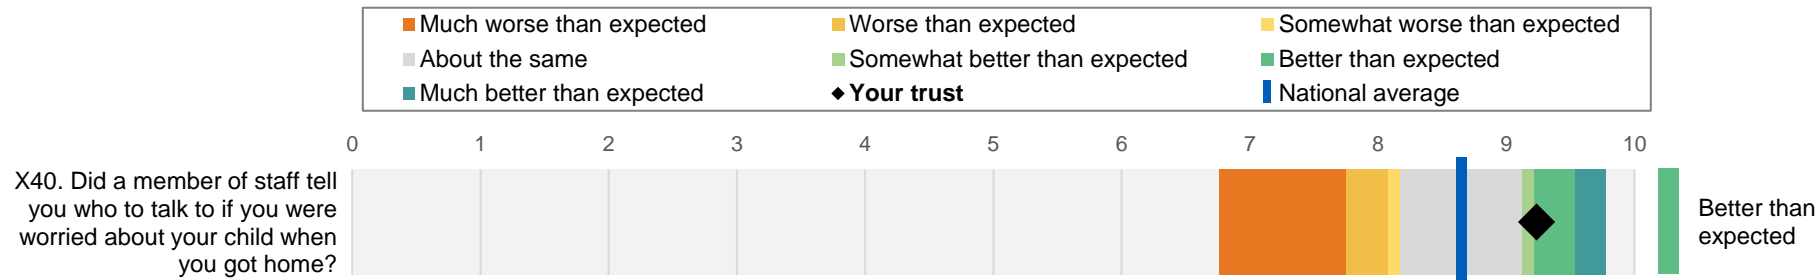 Much worse than expected
Worse than expected
Somewhat worse than expected
About the same
Somewhat better than expected
Better than expected
Much better than expected
Your trust
National average
0 1 2 3 4 5 6 7 8 9 10
X40. Did a member of staff tell
you who to talk to if you were
worried about your child when
you got home?
Better than
expected